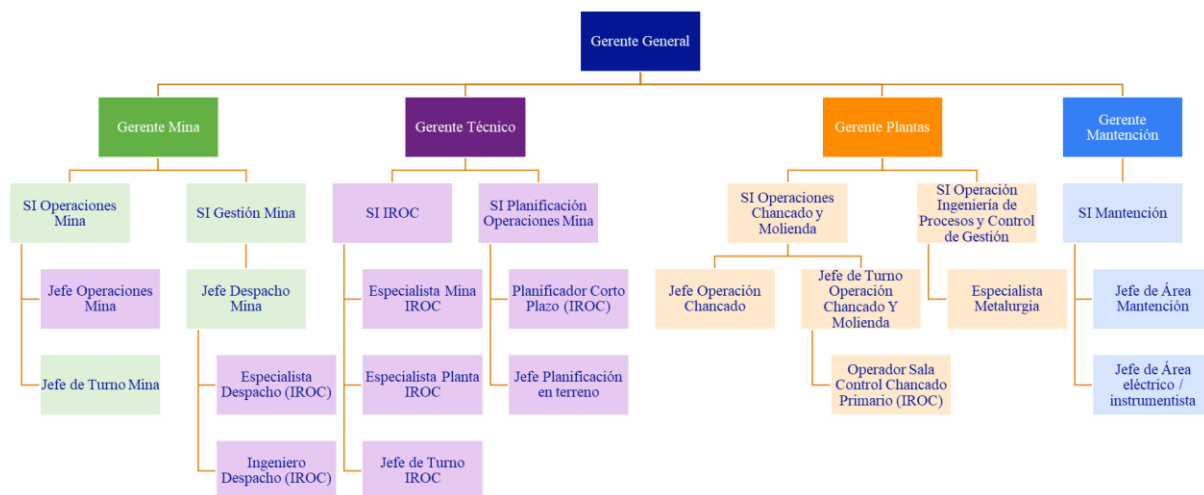 Gerente General
Gerente Mina
Gerente Técnico
Gerente Plantas
Gerente
Mantención
SI Operaciones
Mina
SI Gestión Mina
SI IROC
SI Planificación
Operaciones Mina
SI Operaciones
Chancado y
Molienda
SI Operación
Ingeniería de
Procesos y Control
de Gestión
SI Mantención
Jefe Operaciones
Mina
Jefe Despacho
Mina
Especialista Mina
IROC
Planificador Corto
Plazo (IROC)
Jefe Operación
Chancado
Jefe de Turno
Operación
Chancado Y
Molienda
Especialista
Metalurgia
Jefe de Área
Mantención
Jefe de Turno Mina
Especialista
Despacho (IROC)
Especialista Planta
IROC
Jefe Planificación
en terreno
Operador Sala
Control Chancado
Primario (IROC)
Jefe de Área
eléctrico /
instrumentista
Ingeniero
Despacho (IROC)
Jefe de Turno
IROC